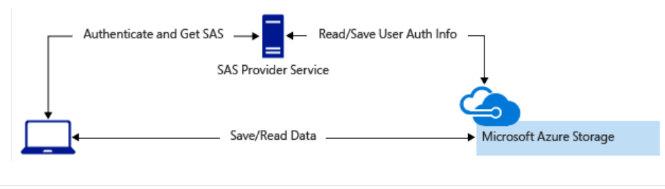 Authenticate and Get SAS
Read/Save User Auth Info
SAS Provider Service
Save/Read Data
Microsoft Azure Storage